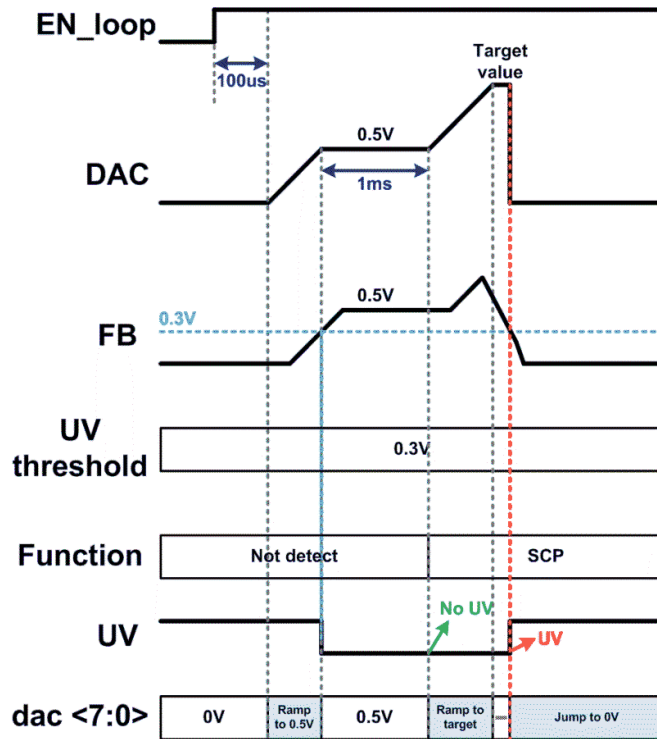 EN_loop
100us
Target
value
DAC
0.5V
1ms
0.3V
0.5V
FB
UV
threshold
0.3V
Function
Not detect
SCP
UV
No UV
UV
dac <7:0>
0V
Ramp
to 0.5V
0.5V
Ramp to
target
Jump to 0V